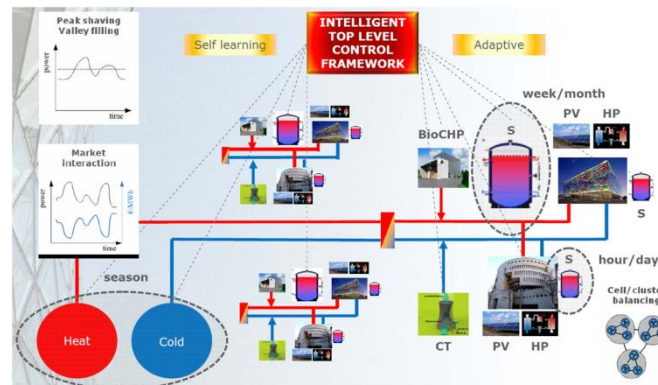 Peak shaving
Valley filling
power
time
Self learning
INTELLIGENT
TOP LEVEL
CONTROL
FRAMEWORK
Adaptive
week/month
PV
HP
BioCHP
S
S
Market
interaction
power
€/MWh
time
season
Heat
Cold
S
hour/day
CT
PV
HP
Cell/cluster
balancing